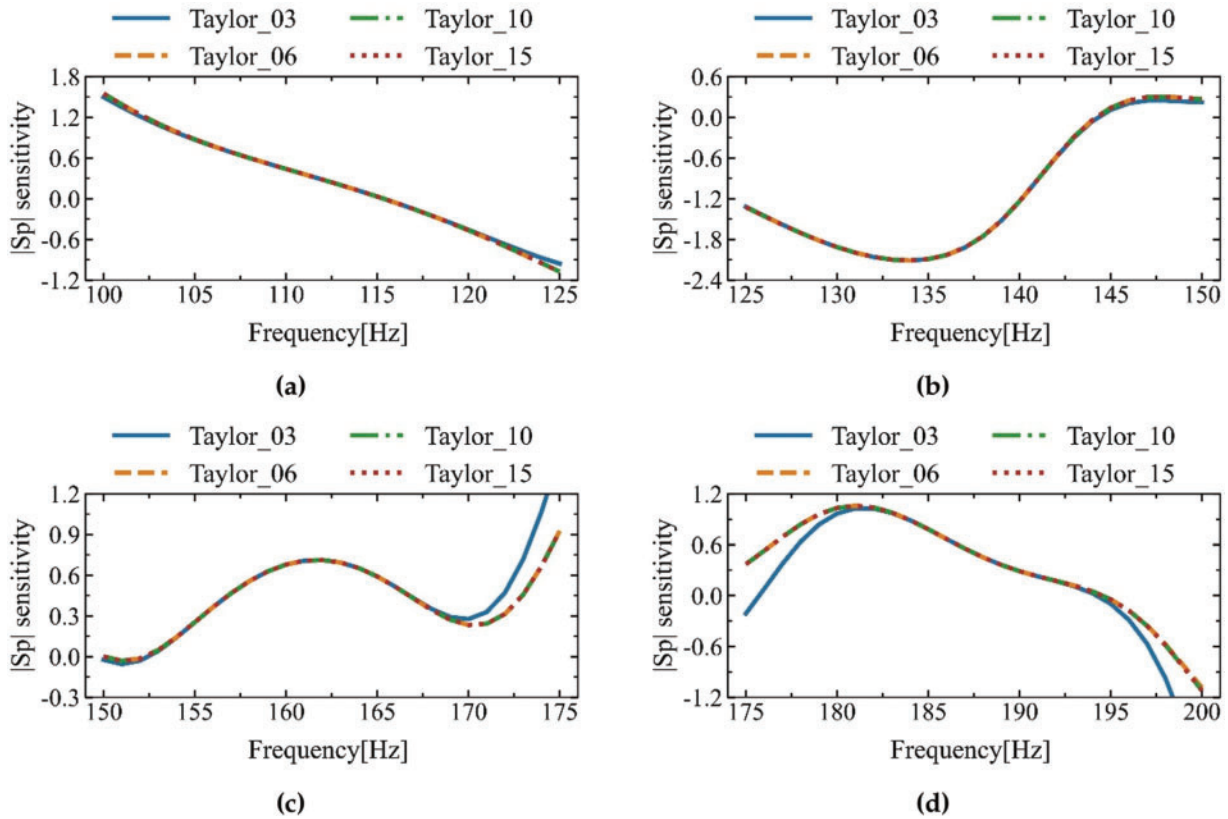 Taylor_03 Taylor_10
Taylor_06 Taylor_15
1.8
1.2
0.6
0.0
-0.6
-1.2
|Sp| sensitivity
100 105 110 115 120 125
Frequency[Hz]
(a)
Taylor_03 Taylor_10
Taylor_06 Taylor_15
0.6
0.0
-0.6
-1.2
-1.8
-2.4
|Sp| sensitivity
125 130 135 140 145 150
Frequency[Hz]
(b)
Taylor_03 Taylor_10
Taylor_06 Taylor_15
1.2
0.9
0.6
0.3
0.0
-0.3
|Sp| sensitivity
150 155 160 165 170 175
Frequency[Hz]
(c)
Taylor_03 Taylor_10
Taylor_06 Taylor_15
1.2
0.6
0.0
-0.6
-1.2
|Sp| sensitivity
175 180 185 190 195 200
Frequency[Hz]
(d)